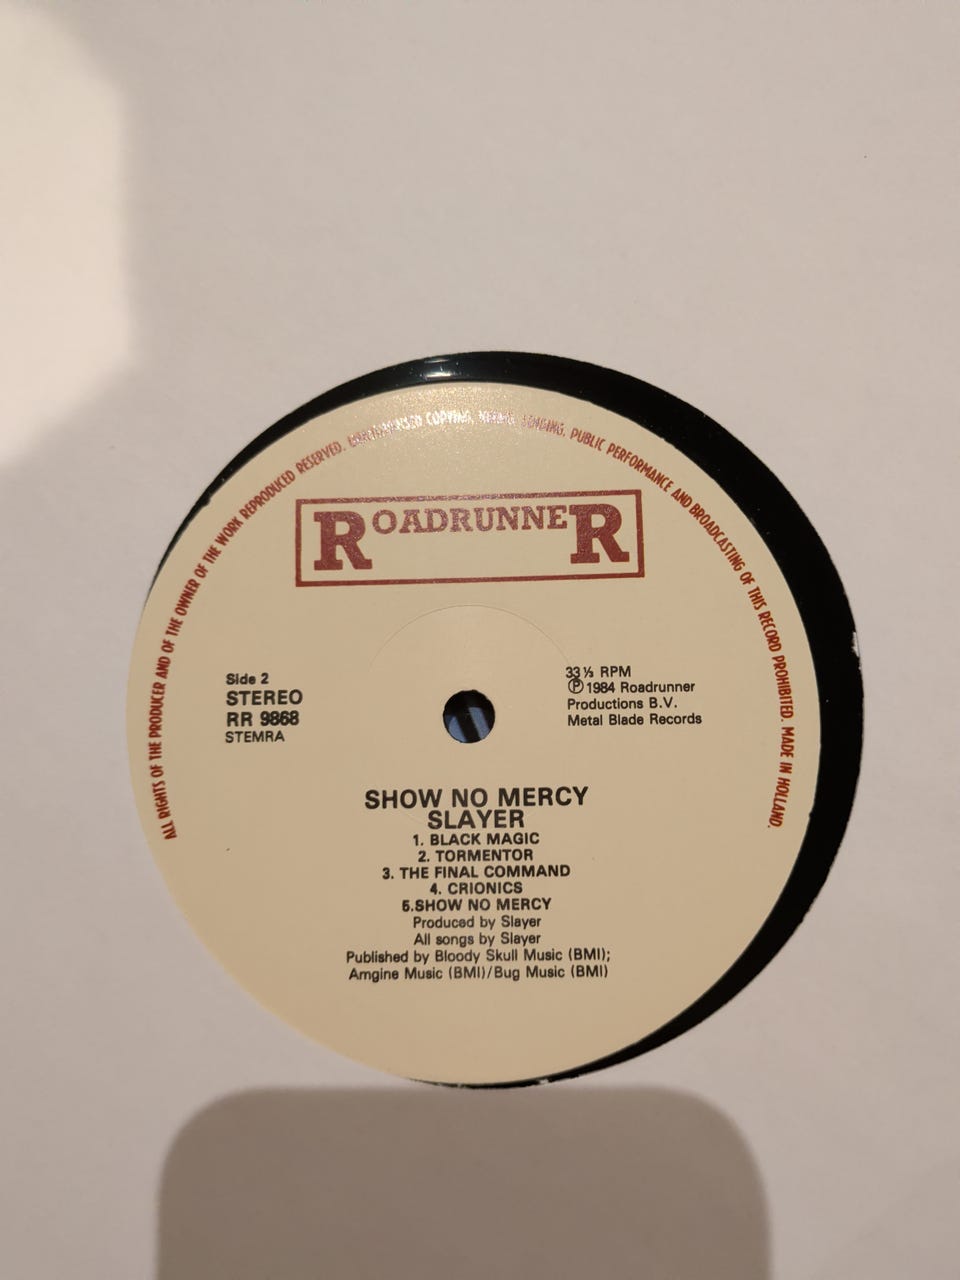 ALL RIGHTS OF THE PRODUCER AND OF THE OWNER OF THE WORK REPRODUCED RESERVED. UNAUTHORISED COPYING, HIRING, LENDING, PUBLIC PERFORMANCE AND BROADCASTING OF THIS RECORD PROHIBITED. MADE IN HOLLAND.
ROADRUNNER
Side 2
STEREO
RR 9868
STEMRA
33⅓ RPM
℗ 1984 Roadrunner
Productions B.V.
Metal Blade Records
SHOW NO MERCY
SLAYER
1. BLACK MAGIC
2. TORMENTOR
3. THE FINAL COMMAND
4. CRIONICS
5.SHOW NO MERCY
Produced by Slayer
All songs by Slayer
Published by Bloody Skull Music (BMI);
Amgine Music (BMI)/Bug Music (BMI)